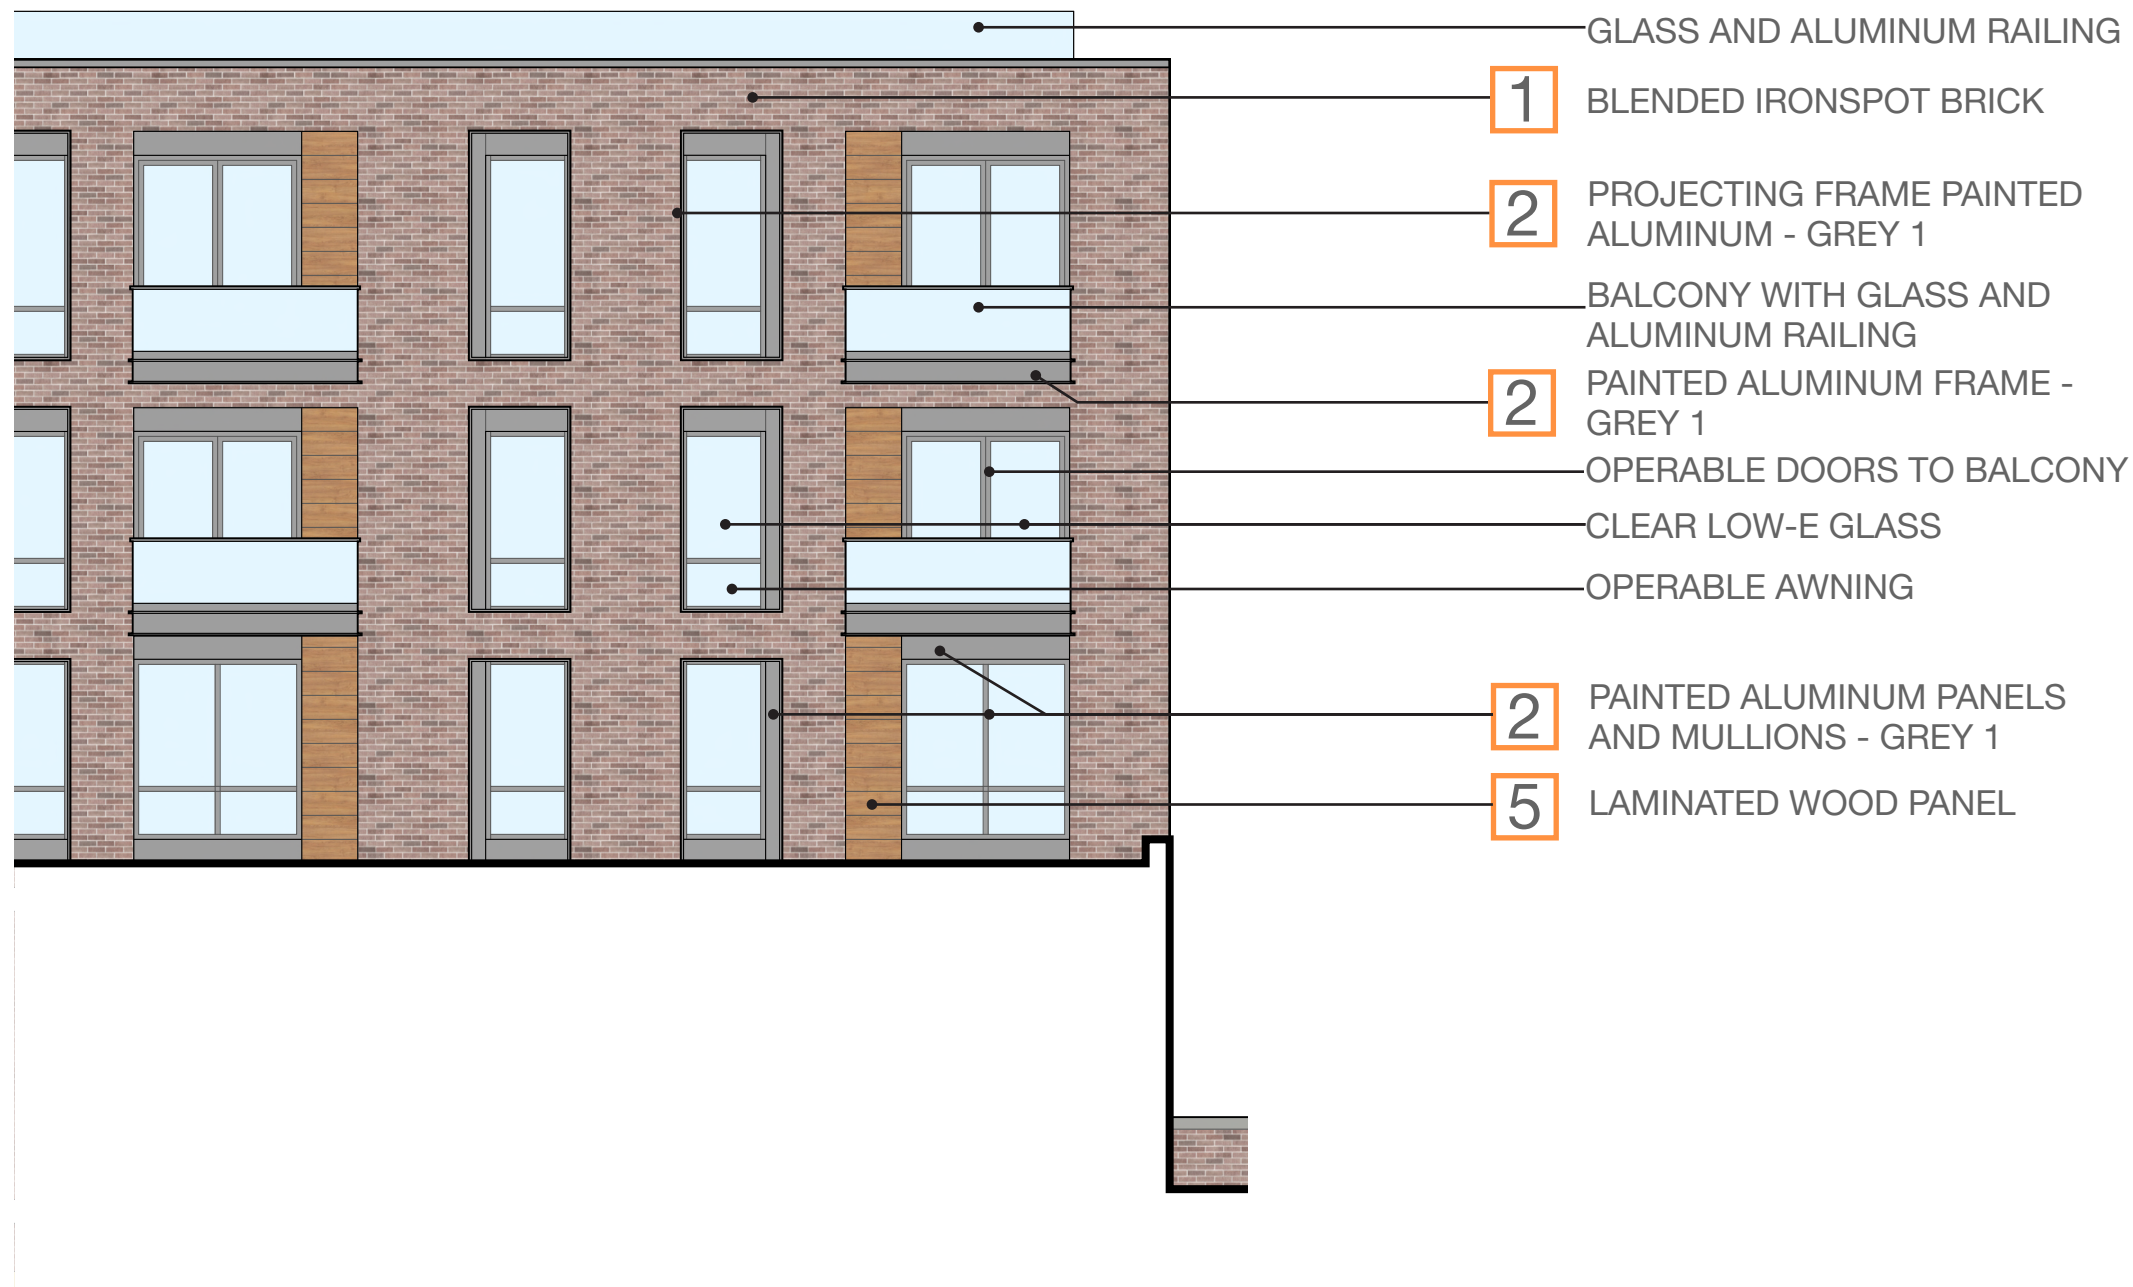 GLASS AND ALUMINUM RAILING
1 BLENDED IRONSPOT BRICK
2 PROJECTING FRAME PAINTED
ALUMINUM - GREY 1
BALCONY WITH GLASS AND
ALUMINUM RAILING
2 PAINTED ALUMINUM FRAME -
GREY 1
OPERABLE DOORS TO BALCONY
CLEAR LOW-E GLASS
OPERABLE AWNING
2 PAINTED ALUMINUM PANELS
AND MULLIONS - GREY 1
5 LAMINATED WOOD PANEL